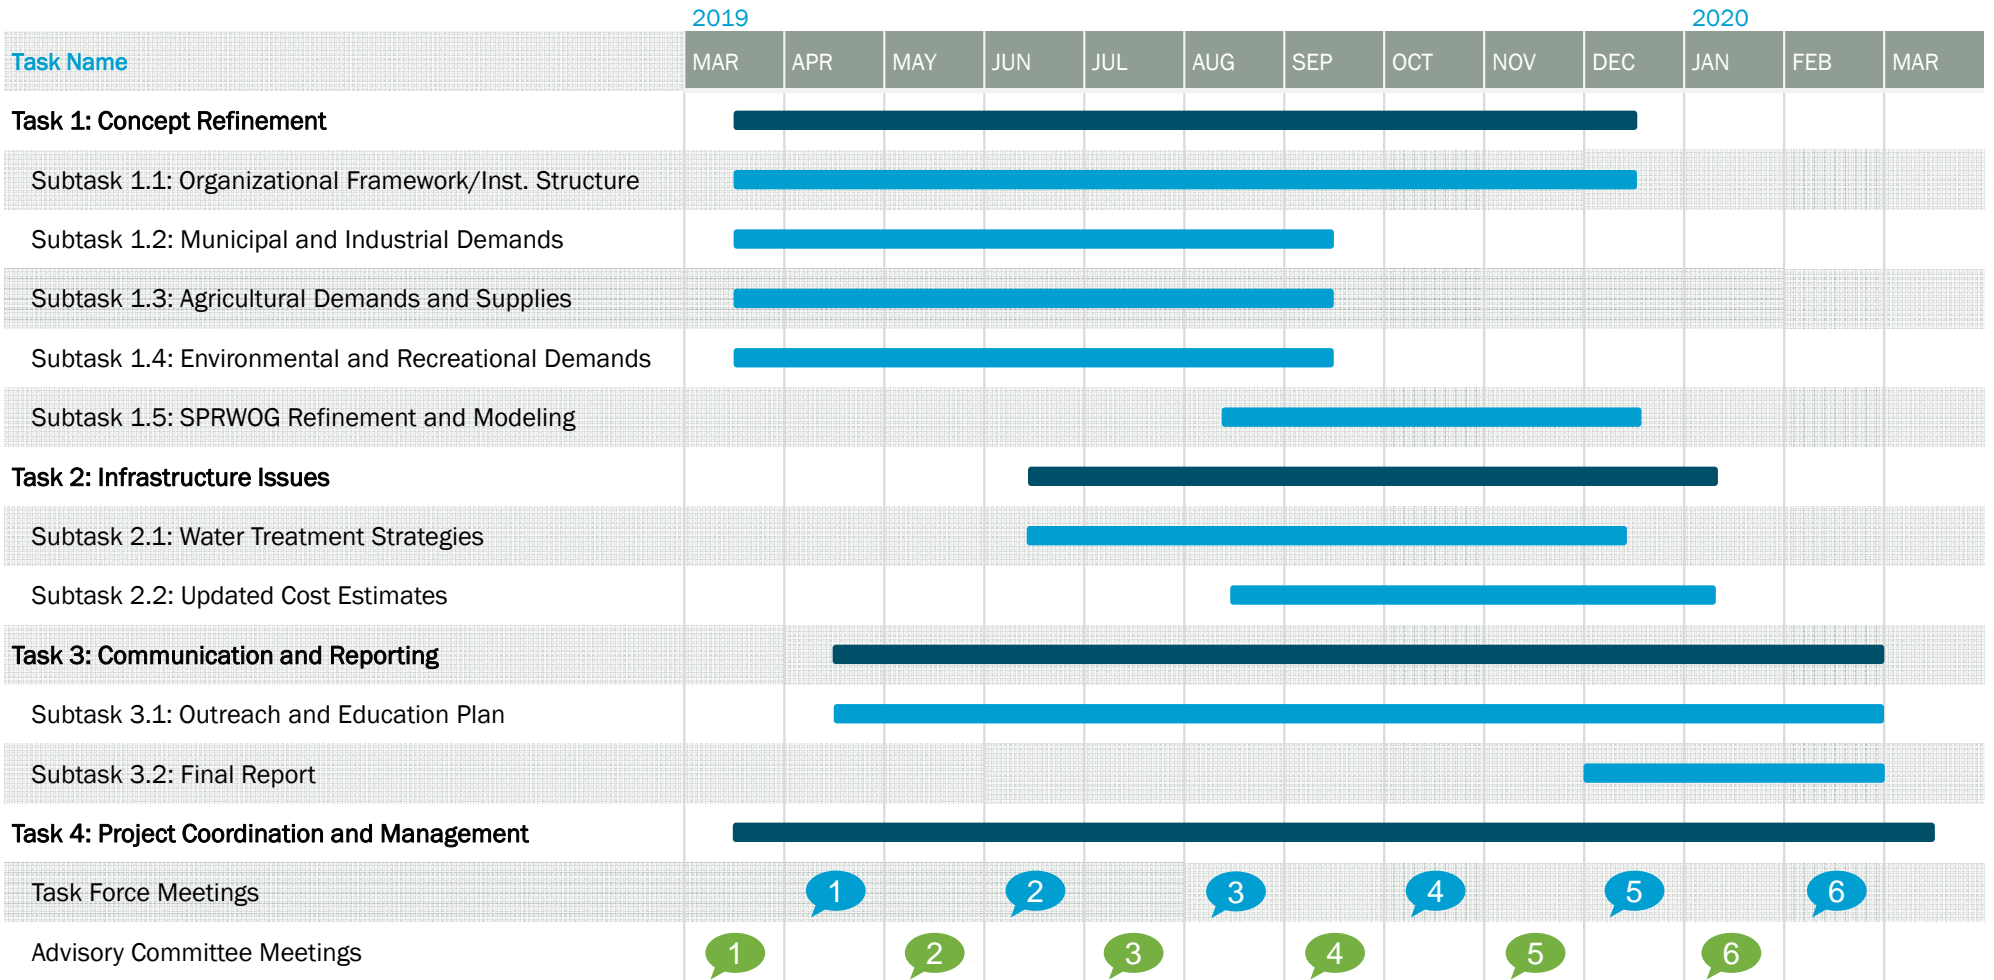 2019 2020
Task Name MAR APR MAY JUN JUL AUG SEP OCT NOV DEC JAN FEB MAR
Task 1: Concept Refinement
Subtask 1.1: Organizational Framework/Inst. Structure
Subtask 1.2: Municipal and Industrial Demands
Subtask 1.3: Agricultural Demands and Supplies
Subtask 1.4: Environmental and Recreational Demands
Subtask 1.5: SPRWOG Refinement and Modeling
Task 2: Infrastructure Issues
Subtask 2.1: Water Treatment Strategies
Subtask 2.2: Updated Cost Estimates
Task 3: Communication and Reporting
Subtask 3.1: Outreach and Education Plan
Subtask 3.2: Final Report
Task 4: Project Coordination and Management
Task Force Meetings 1 2 3 4 5 6
Advisory Committee Meetings 1 2 3 4 5 6